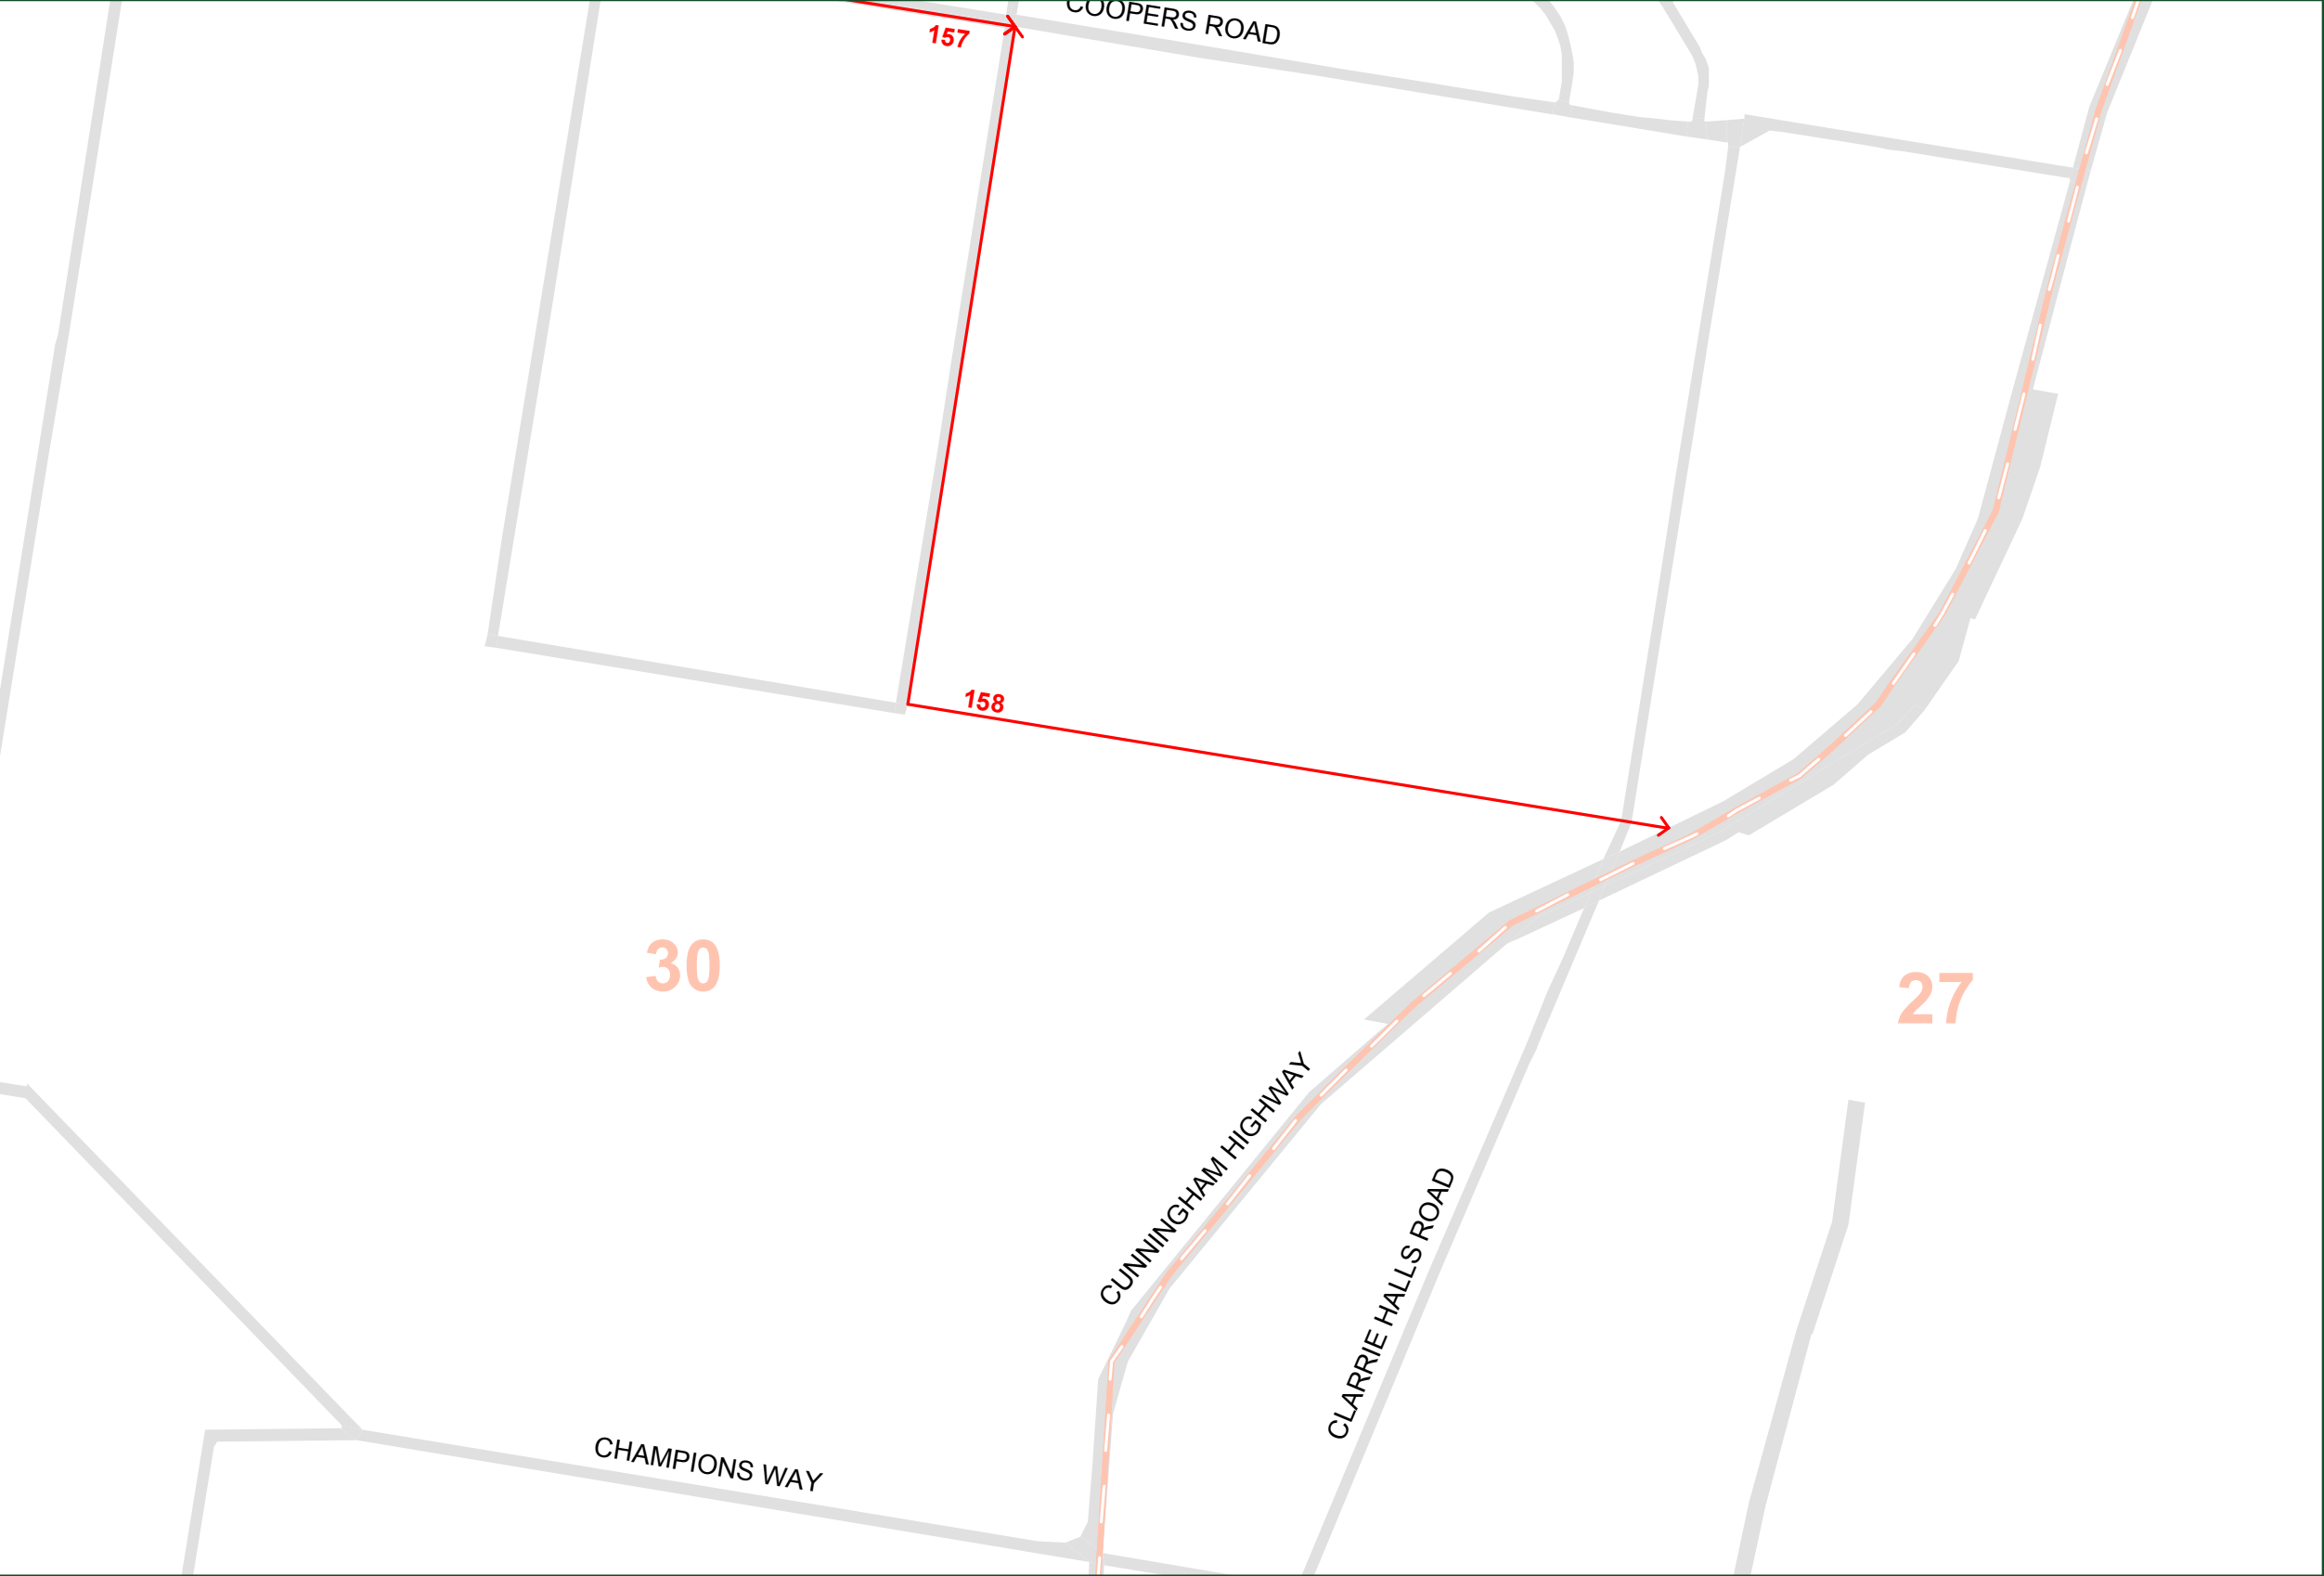 COOPERS ROAD
157
158
30
27
CUNNINGHAM HIGHWAY
CLARRIE HALLS ROAD
CHAMPIONS WAY